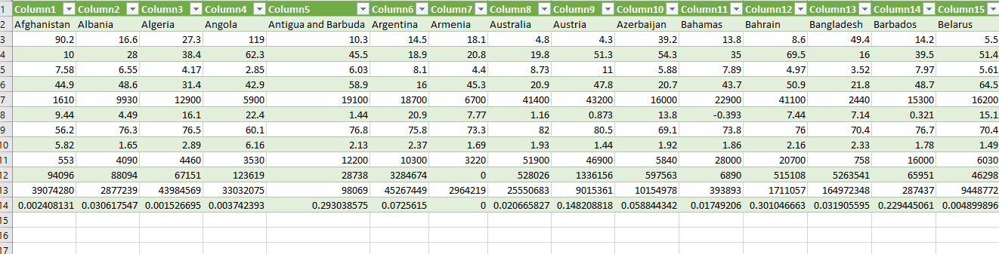 1 Column1 Column2 Column3 Column4 Column5 Column6 Column7 Column8 Column9 Column10 Column11 Column12 Column13 Column14 Column15
2 Afghanistan Albania Algeria Angola Antigua and Barbuda Argentina Armenia Australia Austria Azerbaijan Bahamas Bahrain Bangladesh Barbados Belarus
3 90.2 16.6 27.3 119 10.3 14.5 18.1 4.8 4.3 39.2 13.8 8.6 49.4 14.2 5.5
4 10 28 38.4 62.3 45.5 18.9 20.8 19.8 51.3 54.3 35 69.5 16 39.5 51.4
5 7.58 6.55 4.17 2.85 6.03 8.1 4.4 8.73 11 5.88 7.89 4.97 3.52 7.97 5.61
6 44.9 48.6 31.4 42.9 58.9 16 45.3 20.9 47.8 20.7 43.7 50.9 21.8 48.7 64.5
7 1610 9930 12900 5900 19100 18700 6700 41400 43200 16000 22900 41100 2440 15300 16200
8 9.44 4.49 16.1 22.4 1.44 20.9 7.77 1.16 0.873 13.8 -0.393 7.44 7.14 0.321 15.1
9 56.2 76.3 76.5 60.1 76.8 75.8 73.3 82 80.5 69.1 73.8 76 70.4 76.7 70.4
10 5.82 1.65 2.89 6.16 2.13 2.37 1.69 1.93 1.44 1.92 1.86 2.16 2.33 1.78 1.49
11 553 4090 4460 3530 12200 10300 3220 51900 46900 5840 28000 20700 758 16000 6030
12 94096 88094 67151 123619 28738 3284674 0 528026 1336156 597563 6890 515108 5263541 65951 46298
13 39074280 2877239 43984569 33032075 98069 45267449 2964219 25550683 9015361 10154978 393893 1711057 164972348 287437 9448772
14 0.002408131 0.030617547 0.001526695 0.003742393 0.293038575 0.0725615 0 0.020665827 0.148208818 0.058844342 0.01749206 0.301046663 0.031905595 0.229445061 0.004899896
15
16
17